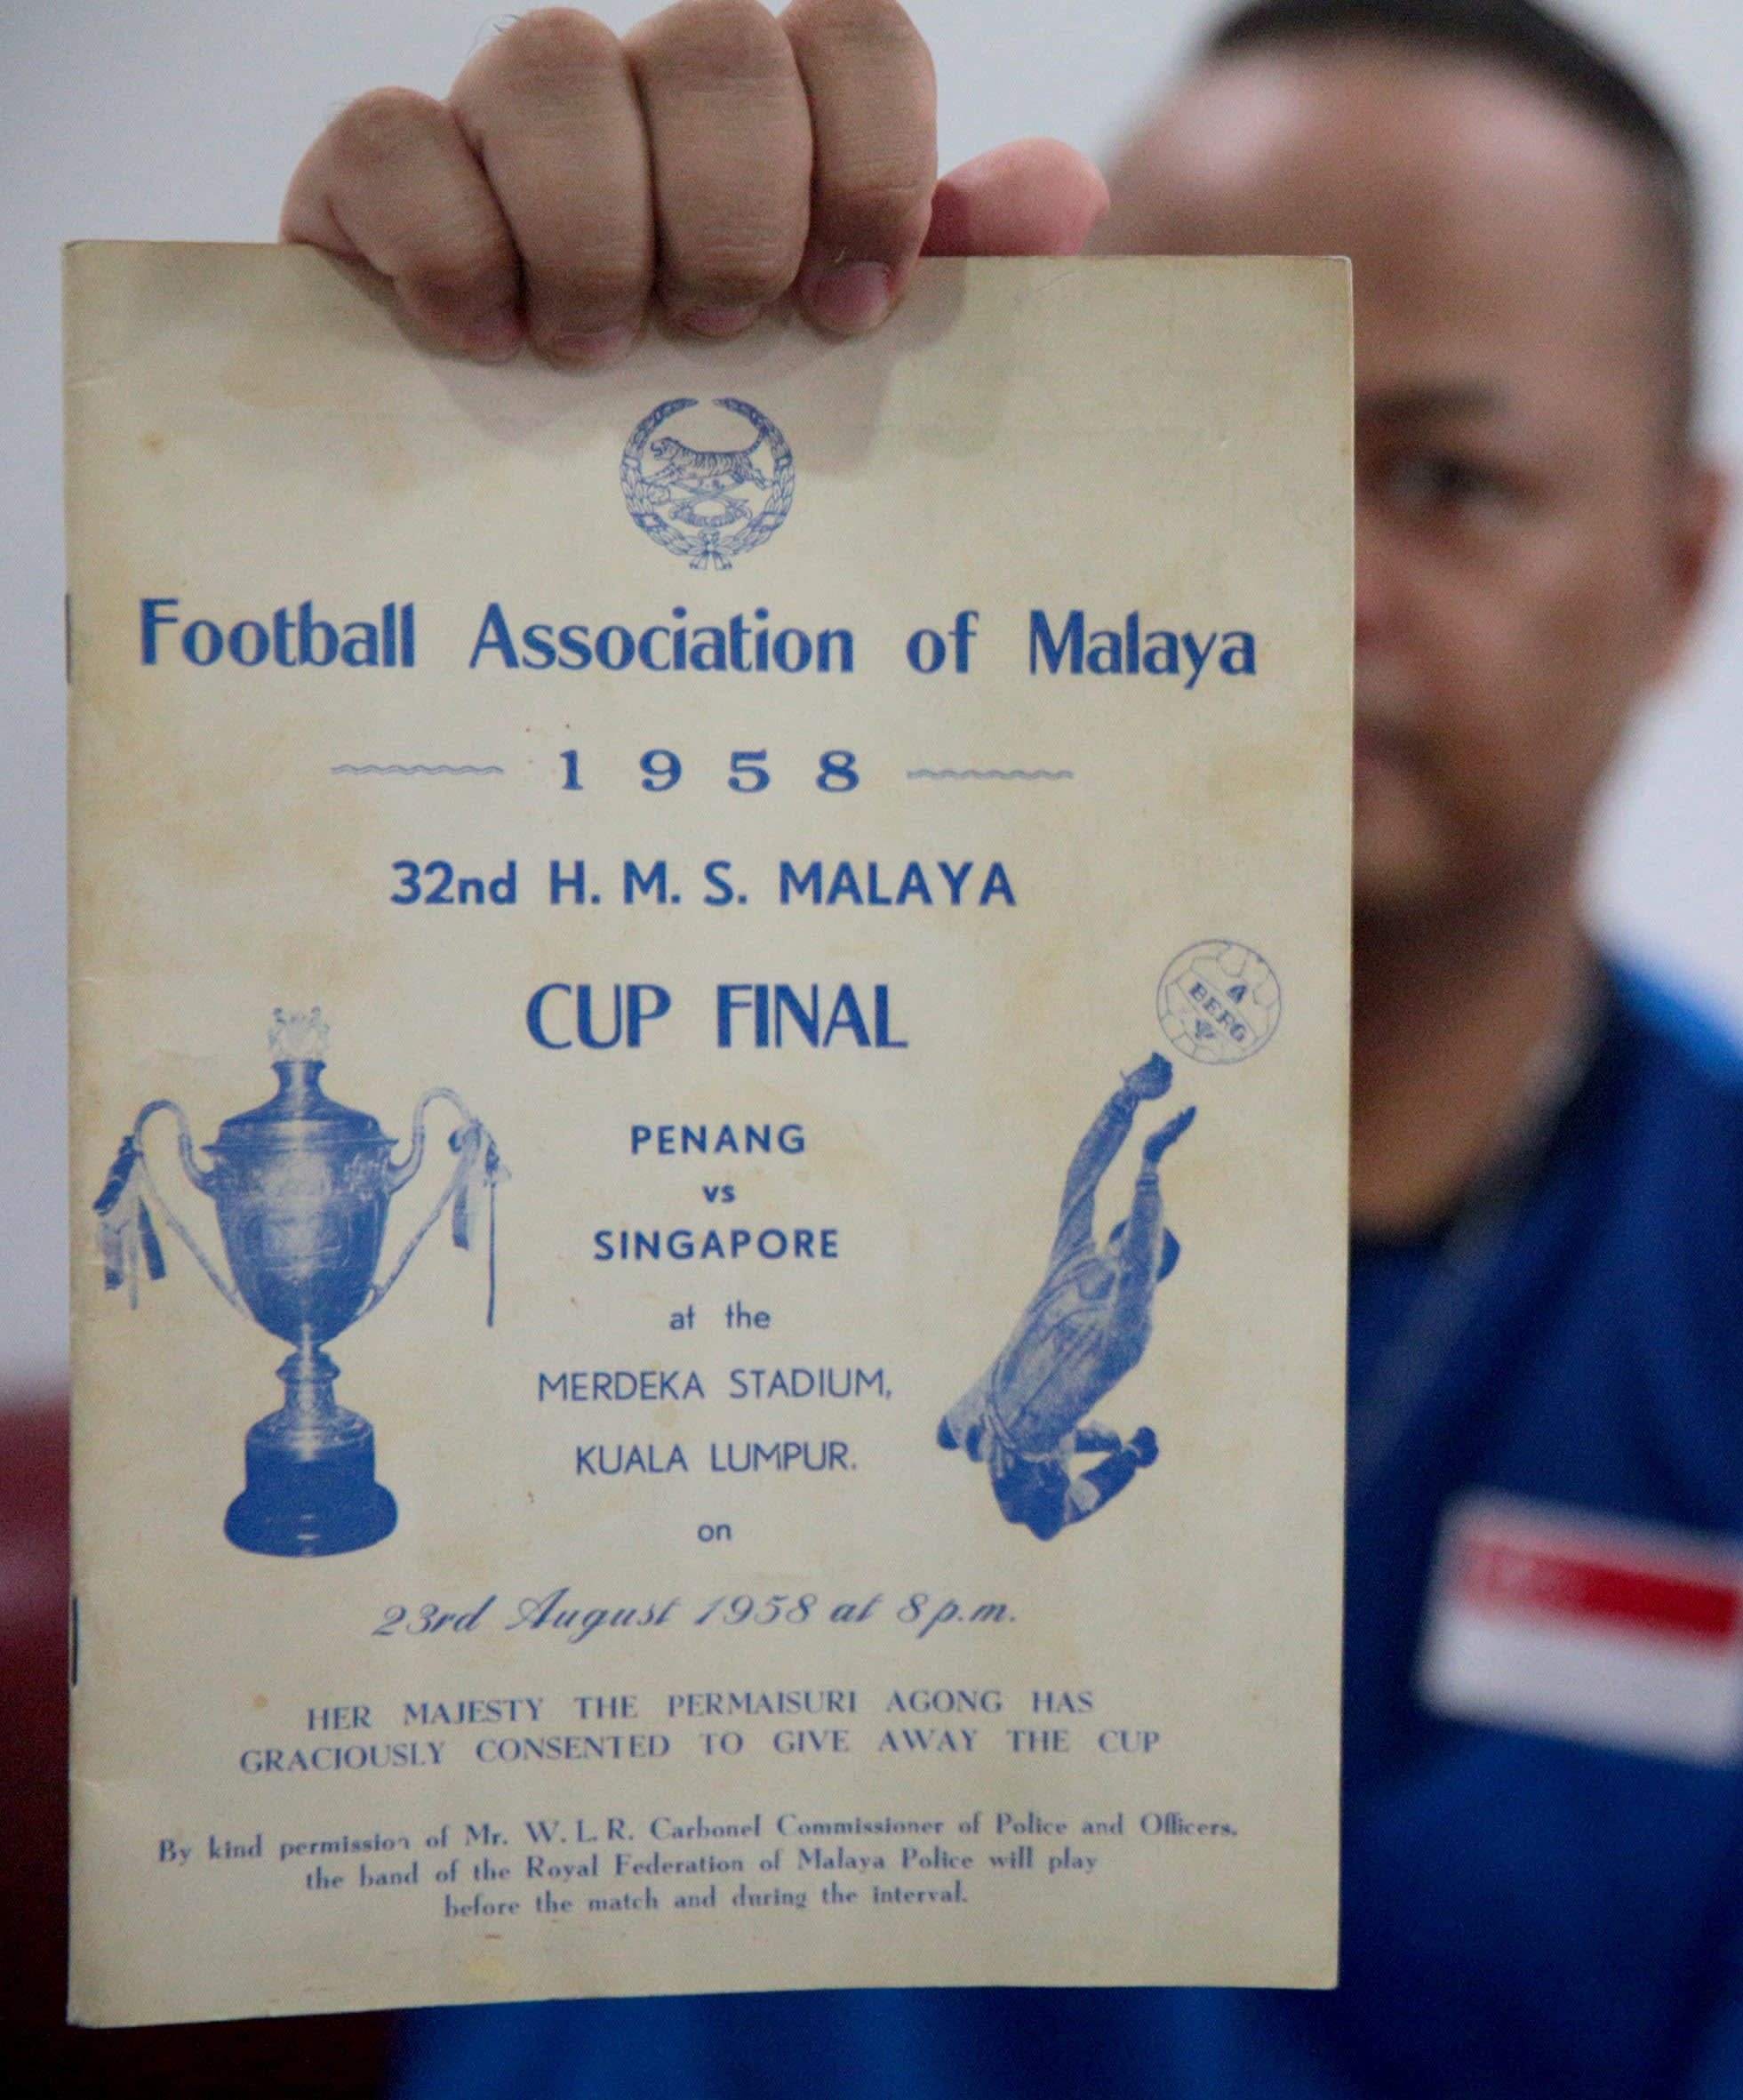 Football Association of Malaya
1958
32nd H. M. S. MALAYA
CUP FINAL
BERG
PENANG
vs
SINGAPORE
at the
MERDEKA STADIUM,
KUALA LUMPUR.
on
23rd August 1958 at 8 p.m.
HER MAJESTY THE PERMAISURI AGONG HAS
GRACIOUSLY CONSENTED TO GIVE AWAY THE CUP
By kind permission of Mr. W. L. R. Carbonel Commissioner of Police and Officers.
the band of the Royal Federation of Malaya Police will play
before the match and during the interval.